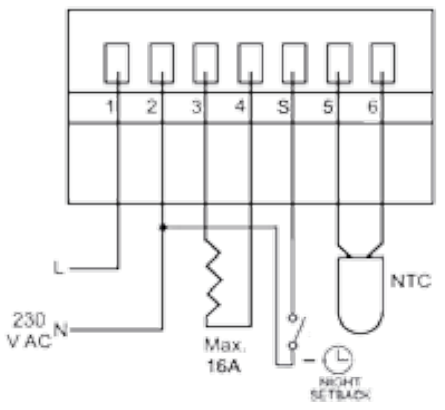 1 2 3 4 S 5 6
L
NTC
230
V AC N
Max.
16A
NIGHT
SETBACK